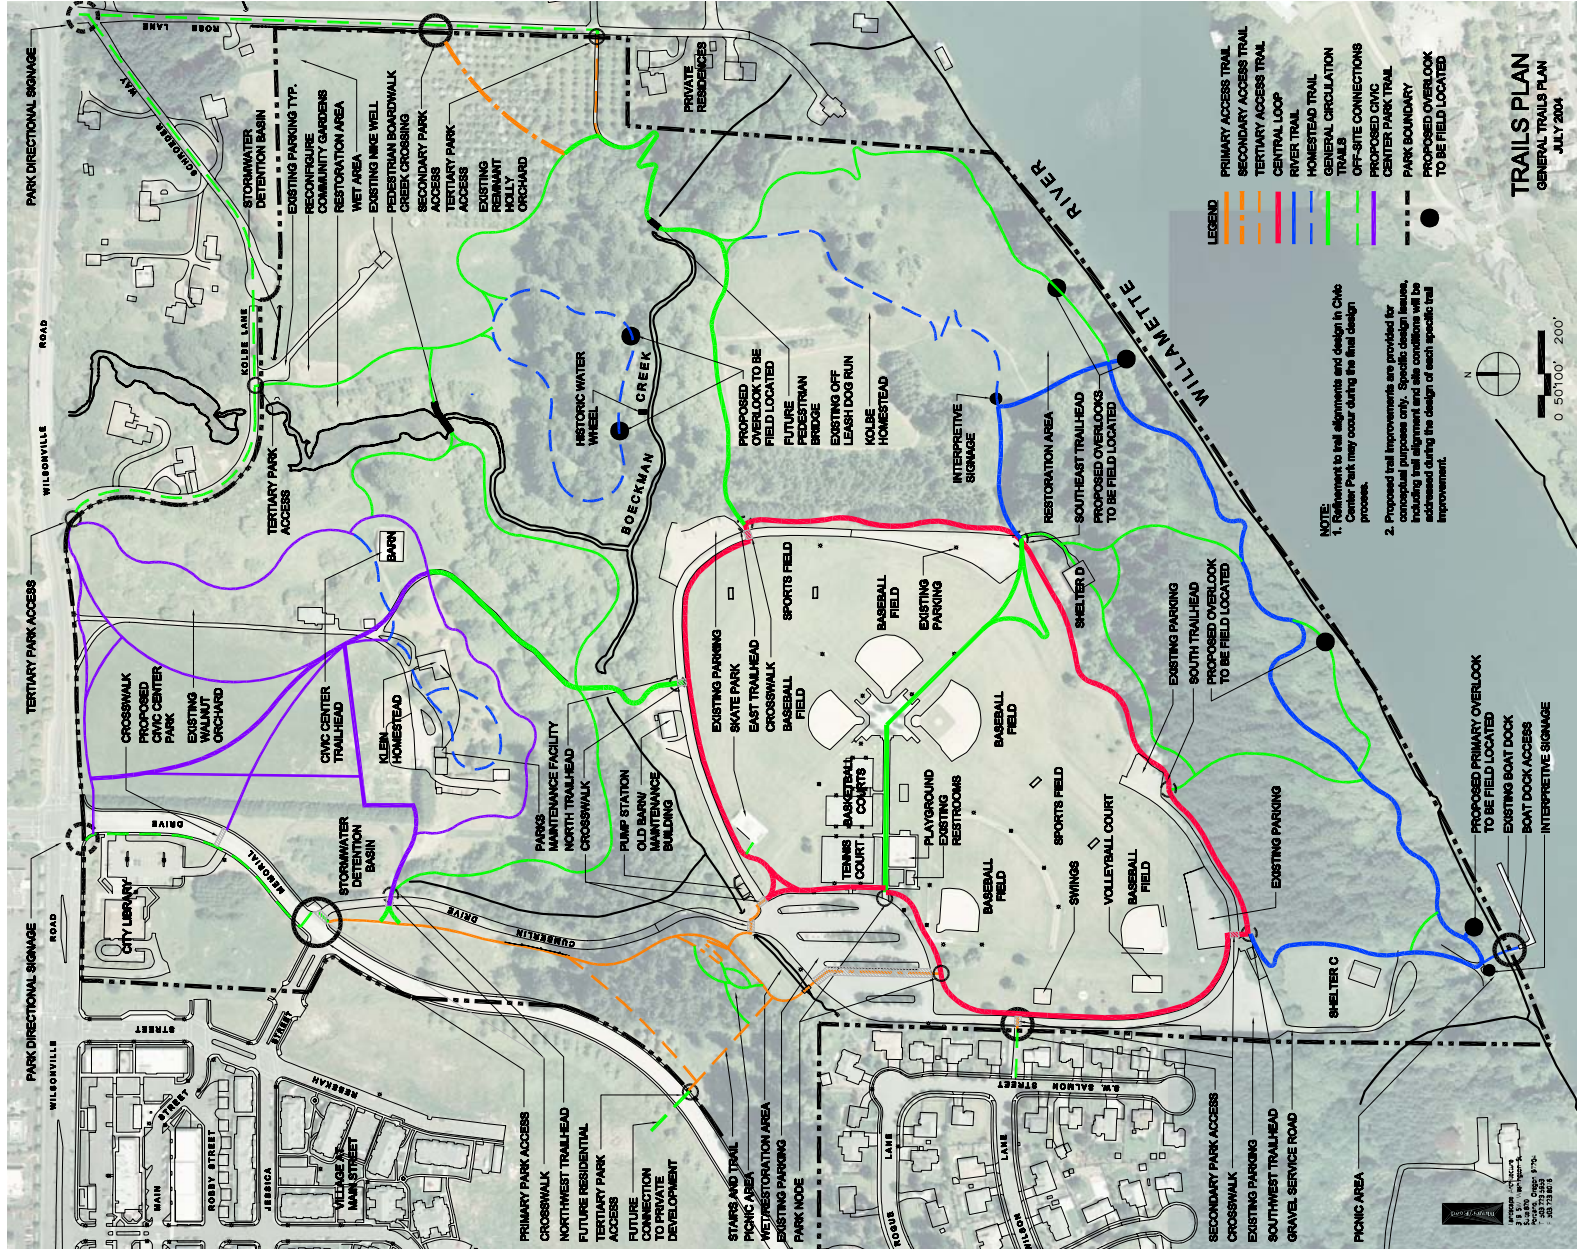 TRAILS PLAN
GENERAL TRAILS PLAN
JULY 2004
LEGEND
PRIMARY ACCESS TRAIL
SECONDARY ACCESS TRAIL
TERTIARY ACCESS TRAIL
CENTRAL LOOP
RIVER TRAIL
HOMESTEAD TRAIL
GENERAL CIRCULATION
TRAILS
OFF-SITE CONNECTIONS
PROPOSED CIVIC
CENTER PARK TRAIL
PARK BOUNDARY
PROPOSED OVERLOOK
TO BE FIELD LOCATED
NOTE:
1. Refinement to trail alignments and design in Civic
Center Park may occur during the final design
process.
2. Proposed trail improvements are provided for
conceptual purposes only. Specific design issues,
including trail alignment and site conditions will be
addressed during the design of each specific trail
improvement.
N
0 50'100' 200'
PARK DIRECTIONAL SIGNAGE
TERTIARY PARK ACCESS
PARK DIRECTIONAL SIGNAGE
WILSONVILLE
ROAD
WILSONVILLE
ROAD
ROSE
LANE
SCHROEDER
WAY
KOLBE LANE
STORMWATER
DETENTION BASIN
EXISTING PARKING TYP.
RECONFIGURE
COMMUNITY GARDENS
RESTORATION AREA
WET AREA
EXISTING NIKE WELL
PEDESTRIAN BOARDWALK
CREEK CROSSING
SECONDARY PARK
ACCESS
TERTIARY PARK
ACCESS
EXISTING
REMNANT
HOLLY
ORCHARD
PRIVATE
RESIDENCES
TERTIARY PARK
ACCESS
HISTORIC WATER
WHEEL
BOECKMAN
CREEK
PROPOSED
OVERLOOK TO BE
FIELD LOCATED
FUTURE
PEDESTRIAN
BRIDGE
EXISTING OFF
LEASH DOG RUN
KOLBE
HOMESTEAD
INTERPRETIVE
SIGNAGE
RESTORATION AREA
SOUTHEAST TRAILHEAD
PROPOSED OVERLOOKS
TO BE FIELD LOCATED
WILLAMETTE
RIVER
CROSSWALK
PROPOSED
CIVIC CENTER
PARK
EXISTING
WALNUT
ORCHARD
CIVIC CENTER
TRAILHEAD
BARN
KLEIN
HOMESTEAD
PARKS
MAINTENANCE FACILITY
NORTH TRAILHEAD
CROSSWALK
PUMP STATION
OLD BARN/
MAINTENANCE
BUILDING
EXISTING PARKING
SKATE PARK
EAST TRAILHEAD
CROSSWALK
BASEBALL
FIELD
SPORTS FIELD
BASEBALL
FIELD
EXISTING
PARKING
SHELTER D
EXISTING PARKING
SOUTH TRAILHEAD
PROPOSED OVERLOOK
TO BE FIELD LOCATED
BASEBALL
FIELD
BASKETBALL
COURTS
TENNIS
COURT
PLAYGROUND
EXISTING
RESTROOMS
BASEBALL
FIELD
SPORTS FIELD
SWINGS
VOLLEYBALL COURT
BASEBALL
FIELD
EXISTING PARKING
PROPOSED PRIMARY OVERLOOK
TO BE FIELD LOCATED
EXISTING BOAT DOCK
BOAT DOCK ACCESS
INTERPRETIVE SIGNAGE
SHELTER C
CITY LIBRARY
MEMORIAL
DRIVE
STORMWATER
DETENTION
BASIN
CUMBERLIN
DRIVE
STREET
MAIN
STREET
ROBBY STREET
JESSICA
STREET
REBEKAH
VILLAGE AT
MAIN STREET
PRIMARY PARK ACCESS
CROSSWALK
NORTHWEST TRAILHEAD
FUTURE RESIDENTIAL
TERTIARY PARK
ACCESS
FUTURE
CONNECTION
TO PRIVATE
DEVELOPMENT
STAIRS AND TRAIL
PICNIC AREA
WET/RESTORATION AREA
EXISTING PARKING
PARK NODE
ROGUE
LANE
WILSON
LANE
S.W. SALMON
STREET
SECONDARY PARK ACCESS
CROSSWALK
EXISTING PARKING
SOUTHWEST TRAILHEAD
GRAVEL SERVICE ROAD
PICNIC AREA